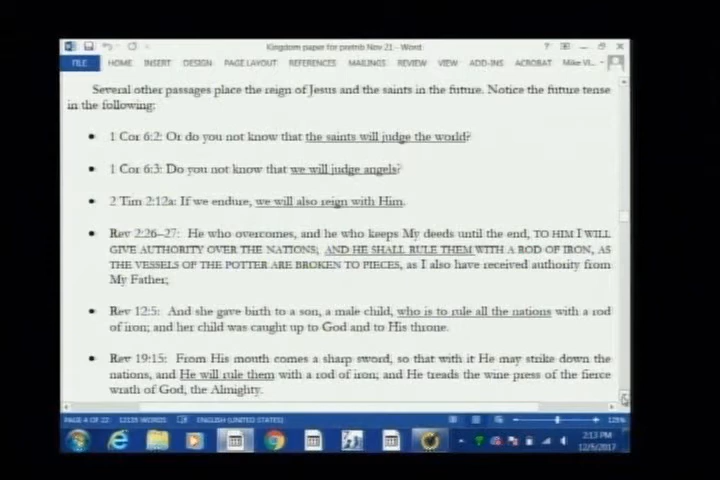 Kingdom paper for pretrib Nov 21 - Word
FILE HOME INSERT DESIGN PAGE LAYOUT REFERENCES MAILINGS REVIEW VIEW ADD-INS ACROBAT
Several other passages place the reign of Jesus and the saints in the future. Notice the future tense
in the following:
• 1 Cor 6:2: Or do you not know that the saints will judge the world?
• 1 Cor 6:3: Do you not know that we will judge angels?
• 2 Tim 2:12a: If we endure, we will also reign with Him.
• Rev 2:26–27: He who overcomes, and he who keeps My deeds until the end, TO HIM I WILL
GIVE AUTHORITY OVER THE NATIONS; AND HE SHALL RULE THEM WITH A ROD OF IRON, AS
THE VESSELS OF THE POTTER ARE BROKEN TO PIECES, as I also have received authority from
My Father;
• Rev 12:5: And she gave birth to a son, a male child, who is to rule all the nations with a rod
of iron; and her child was caught up to God and to His throne.
• Rev 19:15: From His mouth comes a sharp sword, so that with it He may strike down the
nations, and He will rule them with a rod of iron; and He treads the wine press of the fierce
wrath of God, the Almighty.
PAGE 4 OF 22 WORDS ENGLISH (UNITED STATES)
2:13 PM